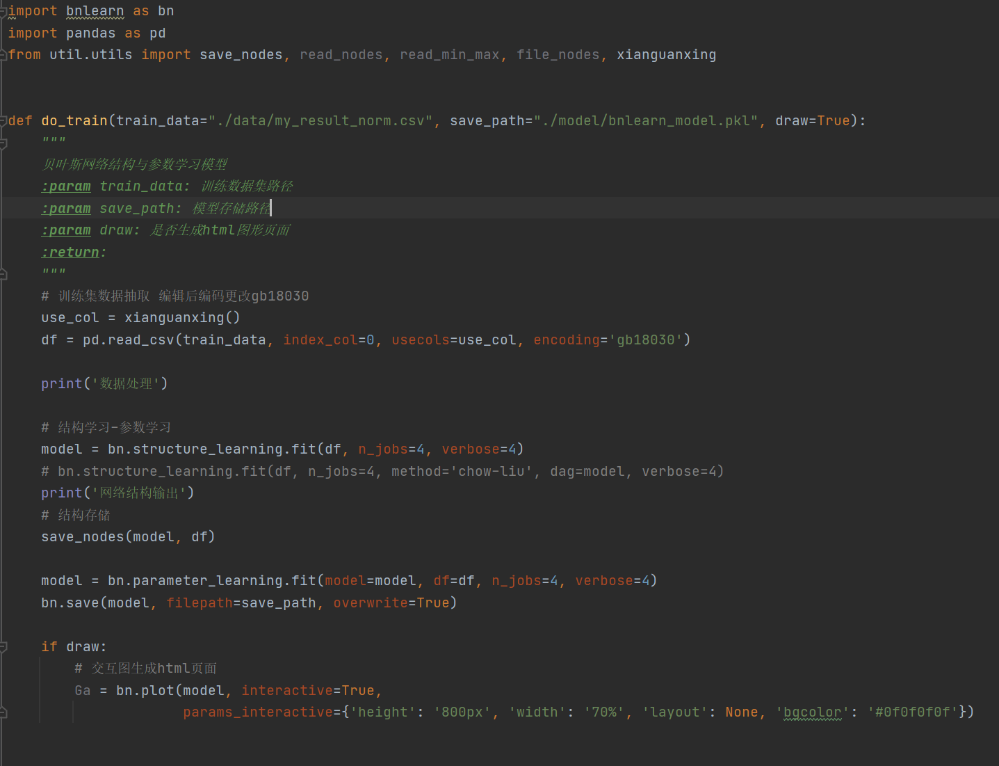 import bnlearn as bn
import pandas as pd
from util.utils import save_nodes, read_nodes, read_min_max, file_nodes, xianguanxing
def do_train(train_data="./data/my_result_norm.csv", save_path="./model/bnlearn_model.pkl", draw=True):
"""
贝叶斯网络结构与参数学习模型
:param train_data: 训练数据集路径
:param save_path: 模型存储路径
:param draw: 是否生成html图形页面
:return:
"""
# 训练集数据抽取 编辑后编码更改gb18030
use_col = xianguanxing()
df = pd.read_csv(train_data, index_col=0, usecols=use_col, encoding='gb18030')
print('数据处理')
# 结构学习-参数学习
model = bn.structure_learning.fit(df, n_jobs=4, verbose=4)
# bn.structure_learning.fit(df, n_jobs=4, method='chow-liu', dag=model, verbose=4)
print('网络结构输出')
# 结构存储
save_nodes(model, df)
model = bn.parameter_learning.fit(model=model, df=df, n_jobs=4, verbose=4)
bn.save(model, filepath=save_path, overwrite=True)
if draw:
# 交互图生成html页面
Ga = bn.plot(model, interactive=True,
params_interactive={'height': '800px', 'width': '70%', 'layout': None, 'bgcolor': '#0f0f0f0f'})